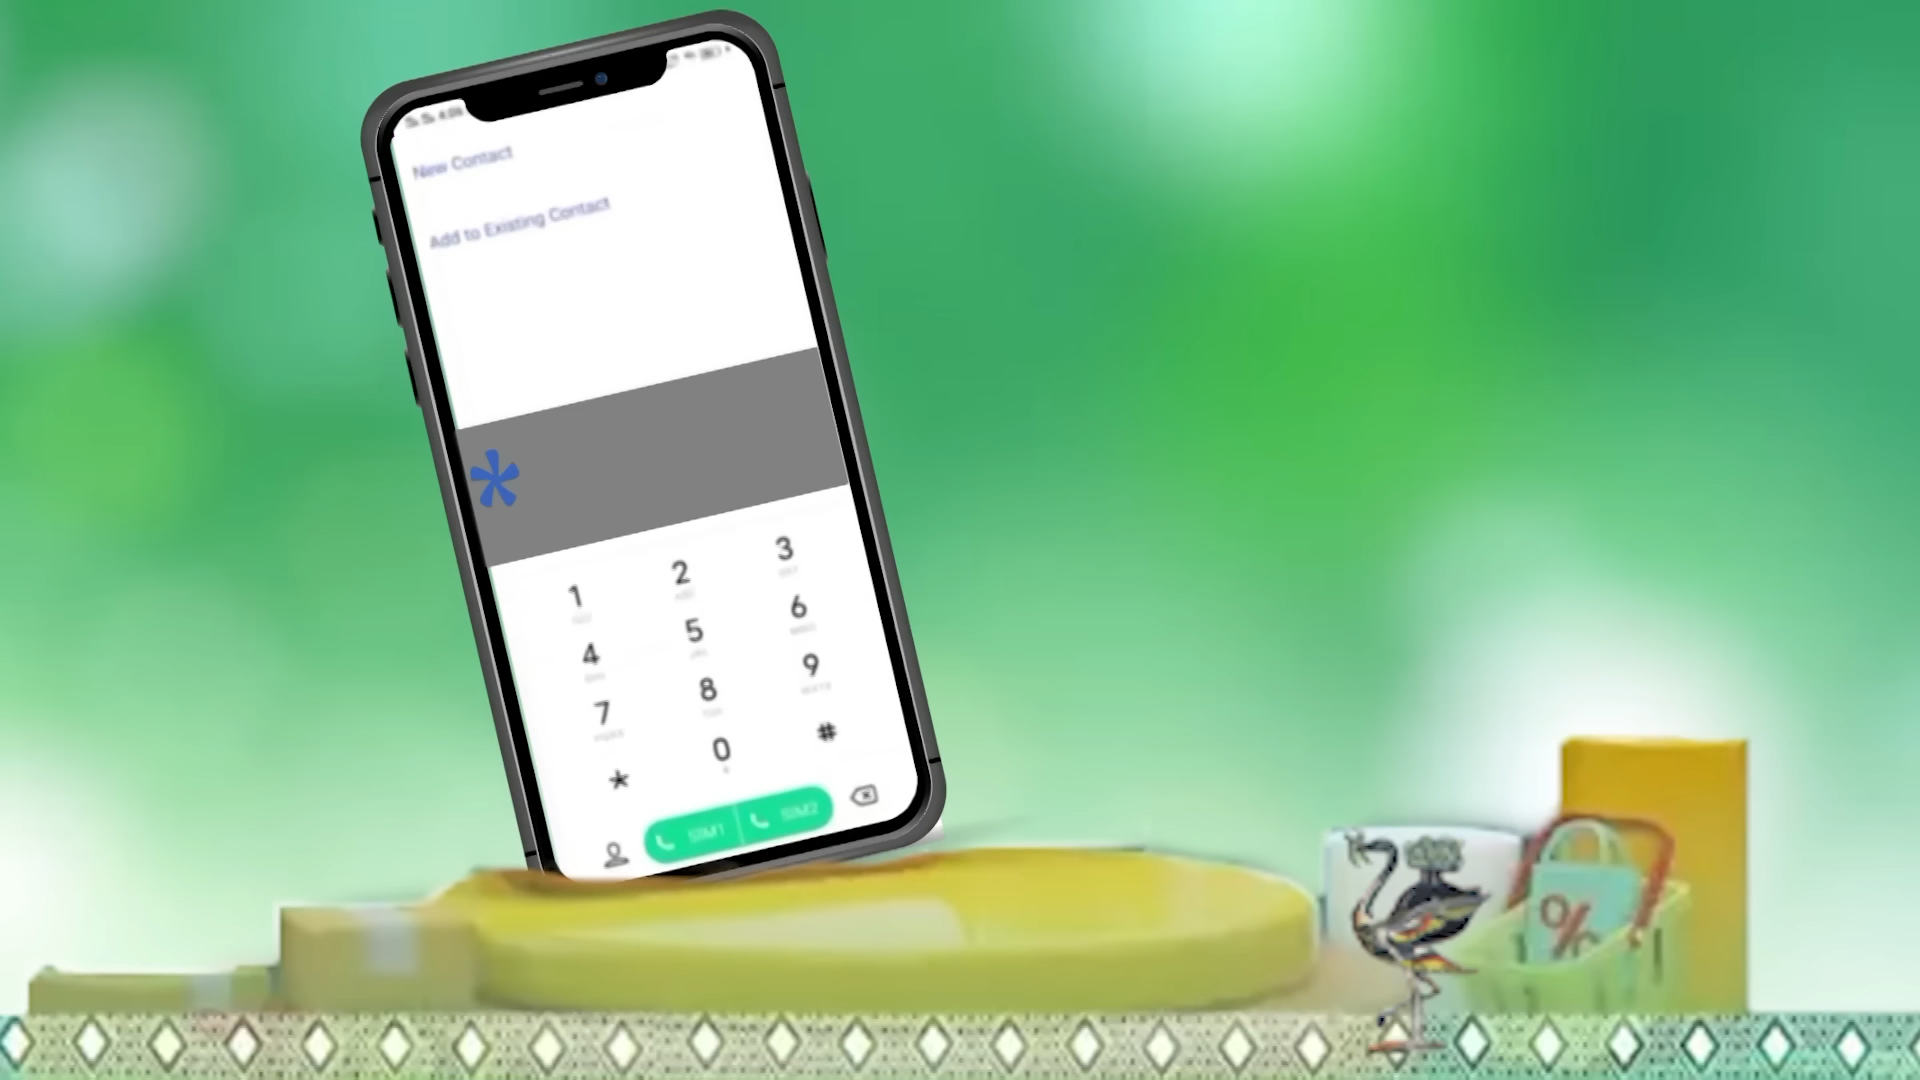 New Contact
Add to Existing Contact
*
1 2 3
4 5 6
7 8 9
* 0 #
SIM1 SIM2
%